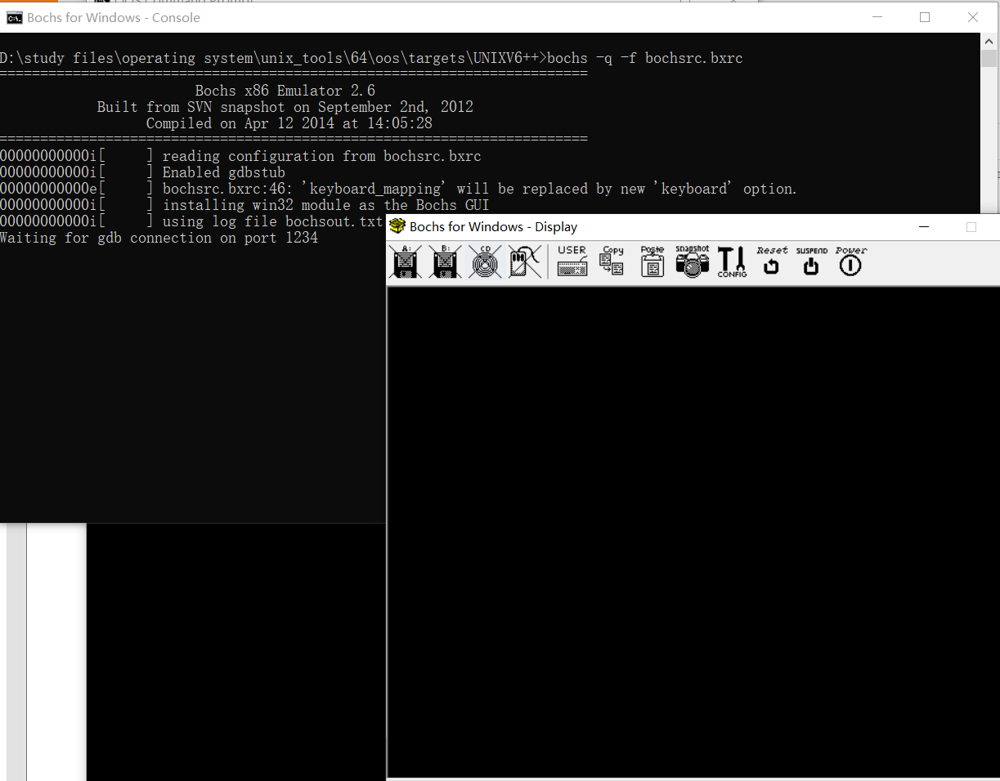 OOS Command Prompt
Bochs for Windows - Console
D:\study files\operating system\unix_tools\64\oos\targets\UNIXV6++>bochs -q -f bochsrc.bxrc
========================================================================
Bochs x86 Emulator 2.6
Built from SVN snapshot on September 2nd, 2012
Compiled on Apr 12 2014 at 14:05:28
========================================================================
00000000000i[     ] reading configuration from bochsrc.bxrc
00000000000i[     ] Enabled gdbstub
00000000000e[     ] bochsrc.bxrc:46: 'keyboard_mapping' will be replaced by new 'keyboard' option.
00000000000i[     ] installing win32 module as the Bochs GUI
00000000000i[     ] using log file bochsout.txt
Waiting for gdb connection on port 1234
Bochs for Windows - Display
A: B: CD USER Copy Paste snapshot CONFIG Reset SUSPEND Power